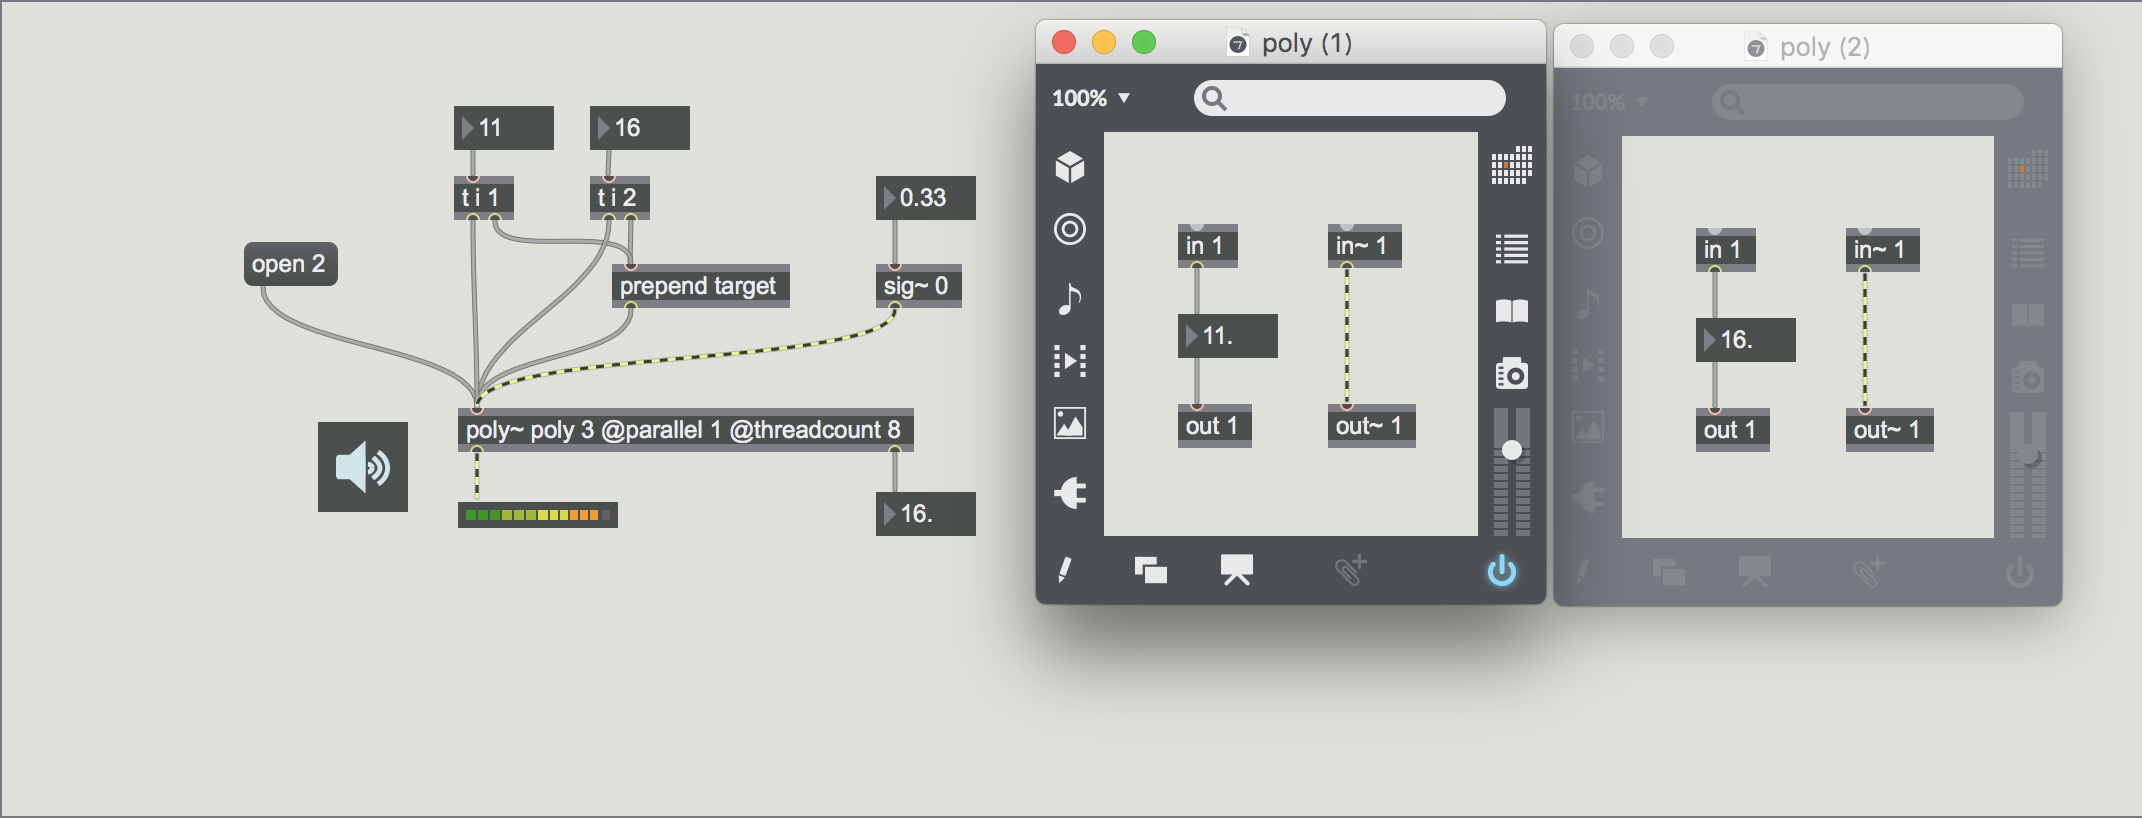 11
16
t i 1
t i 2
0.33
open 2
prepend target
sig~ 0
poly~ poly 3 @parallel 1 @threadcount 8
16.
poly (1)
100%
in 1
in~ 1
11.
out 1
out~ 1
poly (2)
100%
in 1
in~ 1
16.
out 1
out~ 1